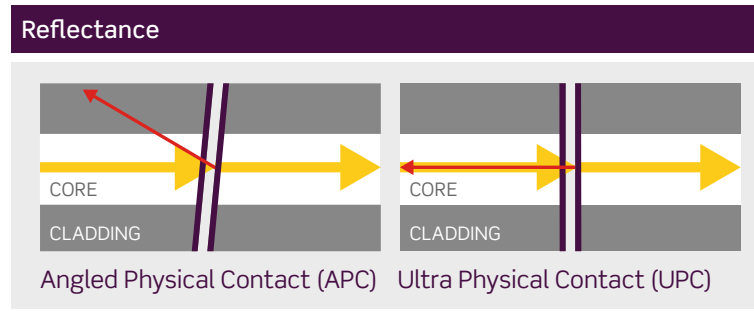 Reflectance
CORE
CLADDING
CORE
CLADDING
Angled Physical Contact (APC)
Ultra Physical Contact (UPC)